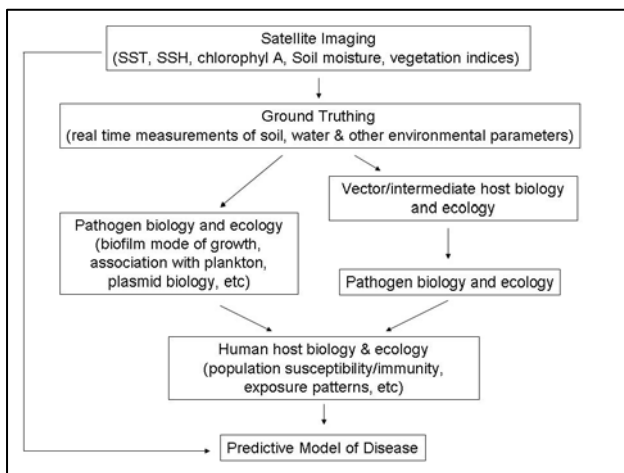 Satellite Imaging
(SST, SSH, chlorophyl A, Soil moisture, vegetation indices)
Ground Truthing
(real time measurements of soil, water & other environmental parameters)
Vector/intermediate host biology
and ecology
Pathogen biology and ecology
(biofilm mode of growth,
association with plankton,
plasmid biology, etc)
Pathogen biology and ecology
Human host biology & ecology
(population susceptibility/immunity,
exposure patterns, etc)
Predictive Model of Disease